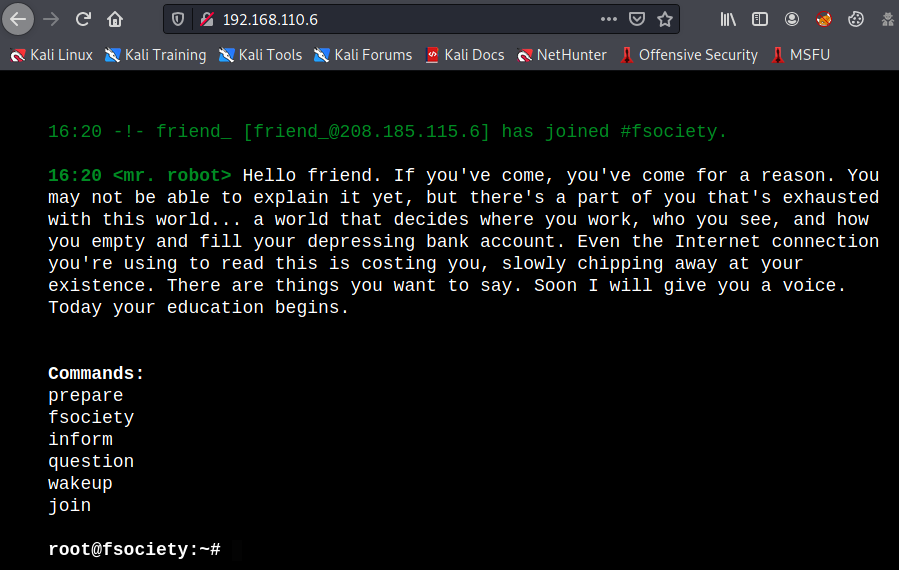 192.168.110.6
Kali Linux Kali Training Kali Tools Kali Forums Kali Docs NetHunter Offensive Security MSFU
16:20 -!- friend_ [friend_@208.185.115.6] has joined #fsociety.
16:20 <mr. robot> Hello friend. If you've come, you've come for a reason. You
may not be able to explain it yet, but there's a part of you that's exhausted
with this world... a world that decides where you work, who you see, and how
you empty and fill your depressing bank account. Even the Internet connection
you're using to read this is costing you, slowly chipping away at your
existence. There are things you want to say. Soon I will give you a voice.
Today your education begins.
Commands:
prepare
fsociety
inform
question
wakeup
join
root@fsociety:~#